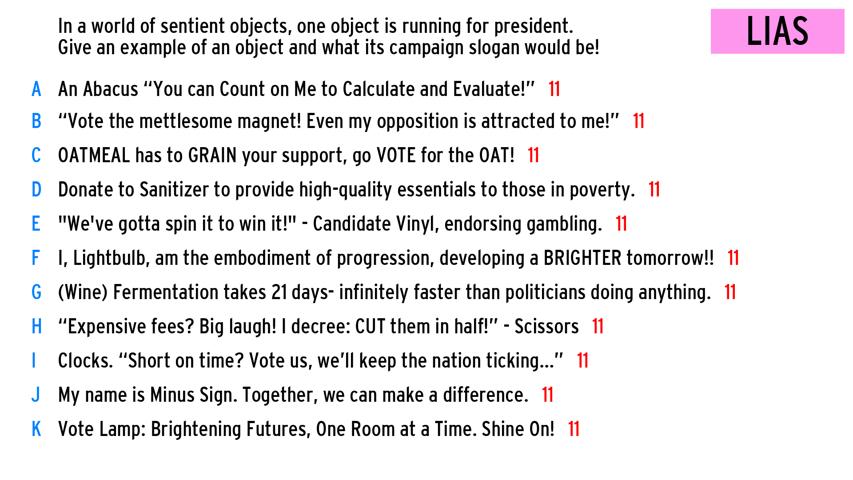 In a world of sentient objects, one object is running for president.
Give an example of an object and what its campaign slogan would be!
LIAS
A An Abacus “You can Count on Me to Calculate and Evaluate!” 11
B “Vote the mettlesome magnet! Even my opposition is attracted to me!” 11
C OATMEAL has to GRAIN your support, go VOTE for the OAT! 11
D Donate to Sanitizer to provide high-quality essentials to those in poverty. 11
E "We've gotta spin it to win it!" - Candidate Vinyl, endorsing gambling. 11
F I, Lightbulb, am the embodiment of progression, developing a BRIGHTER tomorrow!! 11
G (Wine) Fermentation takes 21 days- infinitely faster than politicians doing anything. 11
H “Expensive fees? Big laugh! I decree: CUT them in half!” - Scissors 11
I Clocks. “Short on time? Vote us, we’ll keep the nation ticking...” 11
J My name is Minus Sign. Together, we can make a difference. 11
K Vote Lamp: Brightening Futures, One Room at a Time. Shine On! 11